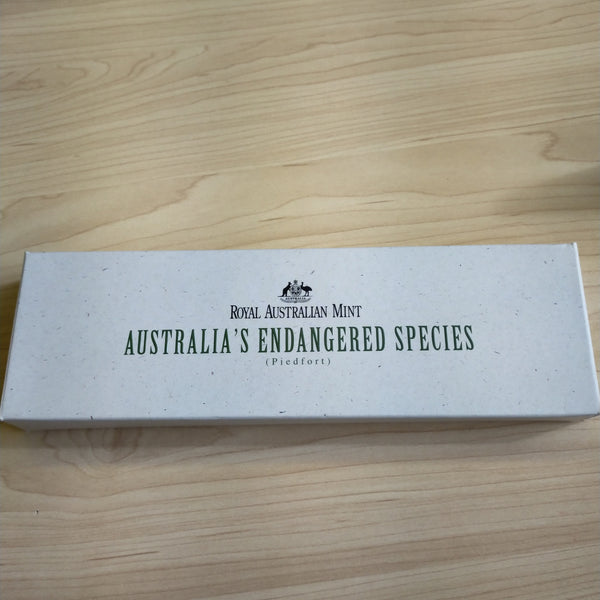 ROYAL AUSTRALIAN MINT
AUSTRALIA'S ENDANGERED SPECIES
(Piedfort)